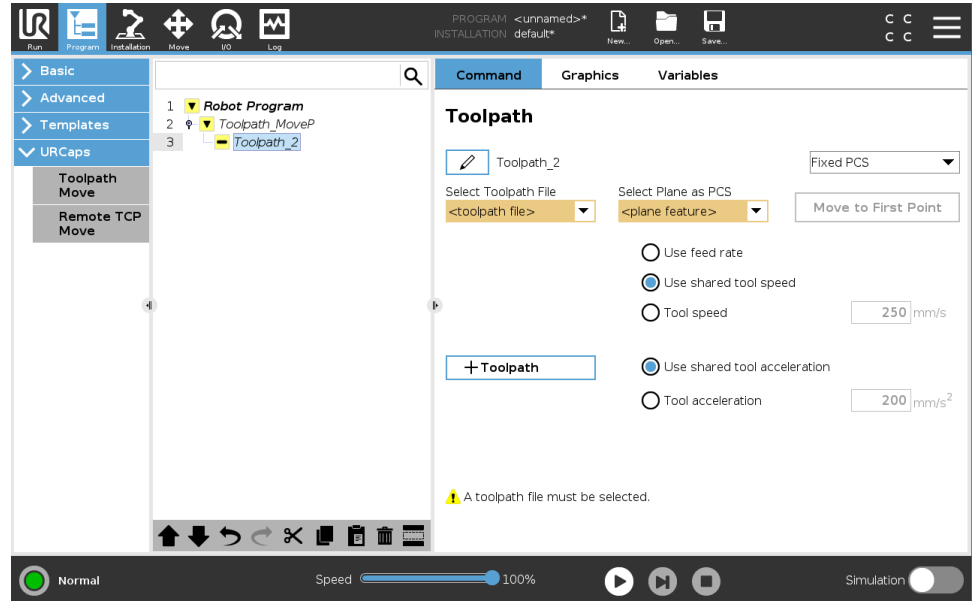 PROGRAM <unnamed>*
INSTALLATION default*
UR
Run
Program
Installation
Move
I/O
Log
New...
Open...
Save...
C C
C C
Basic
Advanced
Templates
URCaps
Toolpath
Move
Remote TCP
Move
1 Robot Program
2 Toolpath_MoveP
3 Toolpath_2
Command Graphics Variables
Toolpath
Toolpath_2
Fixed PCS
Select Toolpath File
<toolpath file>
Select Plane as PCS
<plane feature>
Move to First Point
Use feed rate
Use shared tool speed
Tool speed 250 mm/s
+Toolpath
Use shared tool acceleration
Tool acceleration 200 mm/s²
A toolpath file must be selected.
Normal
Speed 100%
Simulation